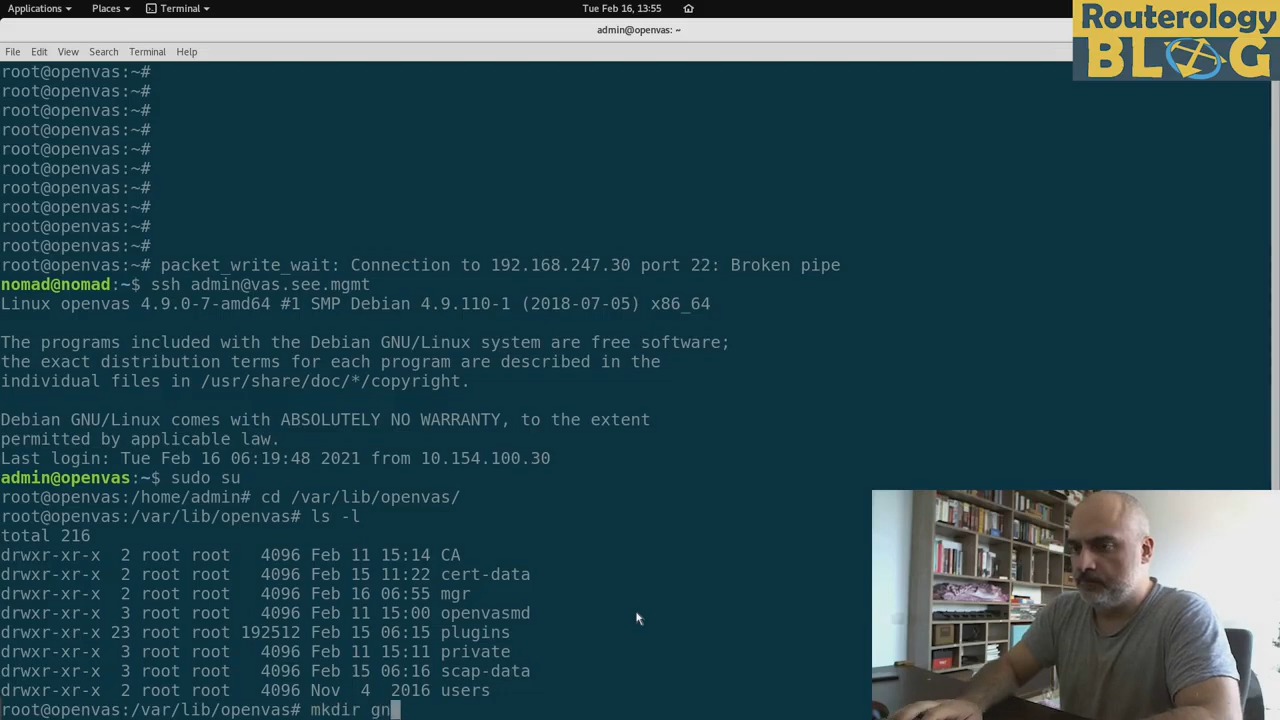 Applications Places Terminal Tue Feb 16, 13:55
admin@openvas: ~
Routerology
BLOG
File Edit View Search Terminal Help
root@openvas:~#
root@openvas:~#
root@openvas:~#
root@openvas:~#
root@openvas:~#
root@openvas:~#
root@openvas:~#
root@openvas:~#
root@openvas:~#
root@openvas:~#
root@openvas:~# packet_write_wait: Connection to 192.168.247.30 port 22: Broken pipe
nomad@nomad:~$ ssh admin@vas.see.mgmt
Linux openvas 4.9.0-7-amd64 #1 SMP Debian 4.9.110-1 (2018-07-05) x86_64
The programs included with the Debian GNU/Linux system are free software;
the exact distribution terms for each program are described in the
individual files in /usr/share/doc/*/copyright.
Debian GNU/Linux comes with ABSOLUTELY NO WARRANTY, to the extent
permitted by applicable law.
Last login: Tue Feb 16 06:19:48 2021 from 10.154.100.30
admin@openvas:~$ sudo su
root@openvas:/home/admin# cd /var/lib/openvas/
root@openvas:/var/lib/openvas# ls -l
total 216
drwxr-xr-x 2 root root 4096 Feb 11 15:14 CA
drwxr-xr-x 2 root root 4096 Feb 15 11:22 cert-data
drwxr-xr-x 2 root root 4096 Feb 16 06:55 mgr
drwxr-xr-x 3 root root 4096 Feb 11 15:00 openvasmd
drwxr-xr-x 23 root root 192512 Feb 15 06:15 plugins
drwxr-xr-x 3 root root 4096 Feb 11 15:11 private
drwxr-xr-x 3 root root 4096 Feb 15 06:16 scap-data
drwxr-xr-x 2 root root 4096 Nov 4 2016 users
root@openvas:/var/lib/openvas# mkdir gn